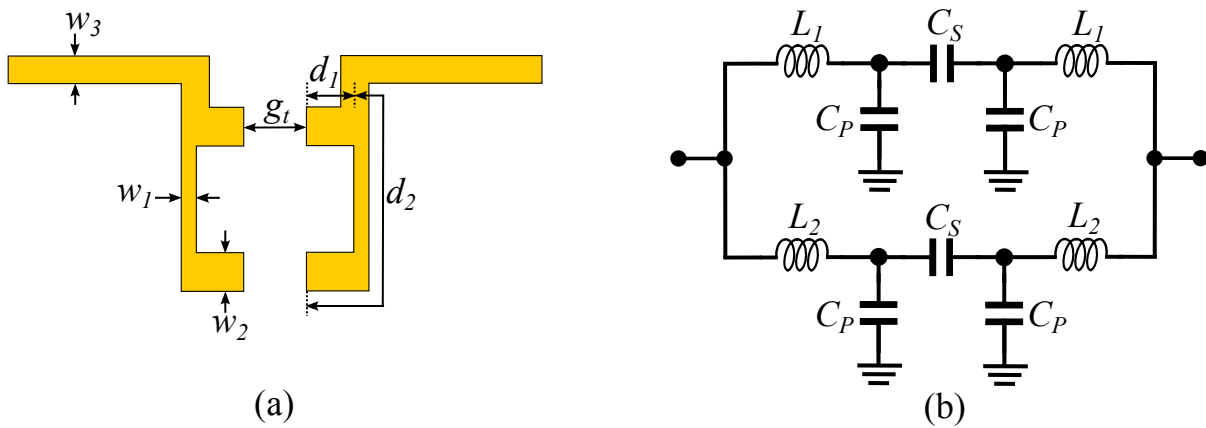 w3
d1
gt
w1
d2
w2
(a)
L1 CS L1
CP CP
L2 CS L2
CP CP
(b)